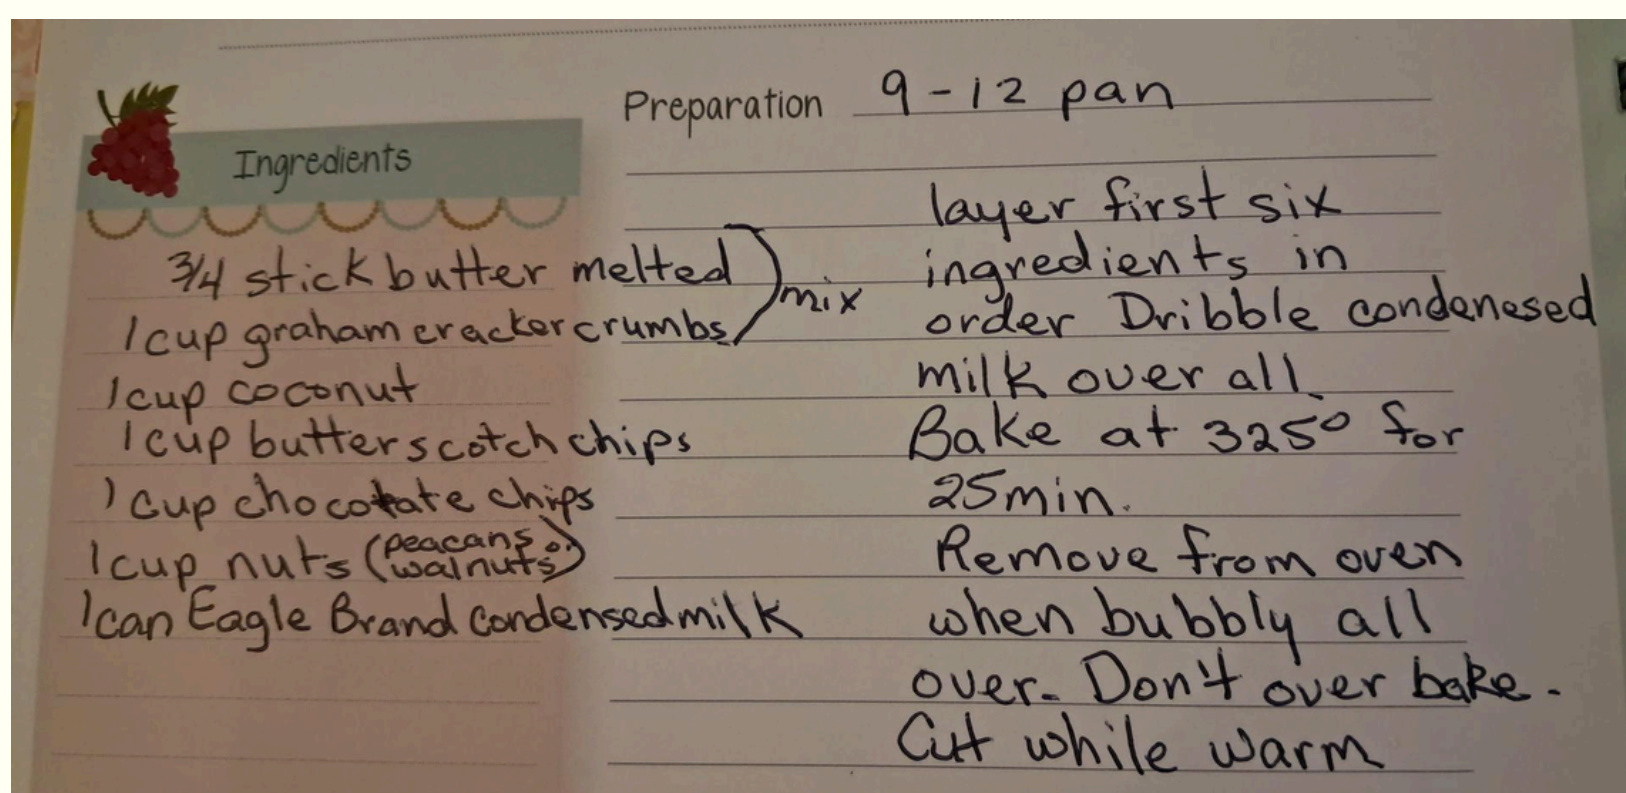 Ingredients
3/4 stick butter melted
1 cup graham cracker crumbs
mix
1 cup coconut
1 cup butterscotch chips
1 cup chocotate chips
1 cup nuts (peacans or
walnuts)
1 can Eagle Brand condensed milk
Preparation 9-12 pan
layer first six
ingredients in
order Dribble condenesed
milk over all
Bake at 325° for
25 min.
Remove from oven
when bubbly all
over. Don't over bake.
Cut while warm